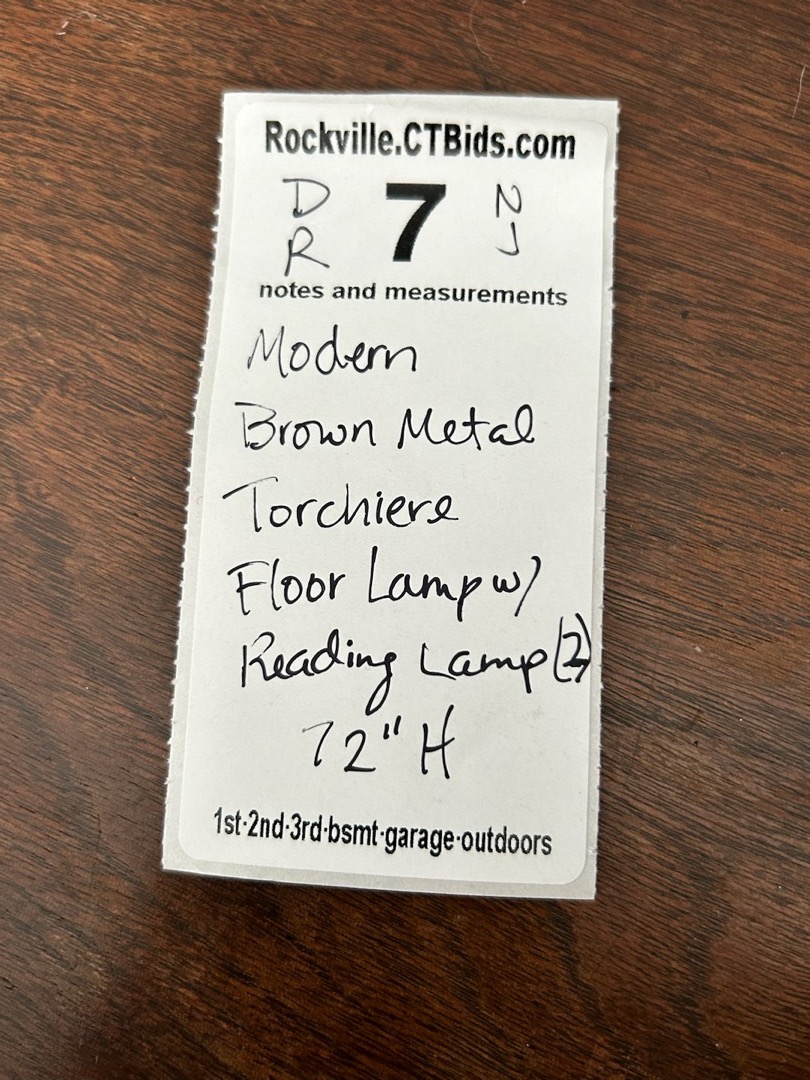 Rockville.CTBids.com
D 7 N
R J
notes and measurements
Modern
Brown Metal
Torchiere
Floor Lamp w/
Reading Lamp (2)
72" H
1st·2nd·3rd·bsmt·garage·outdoors